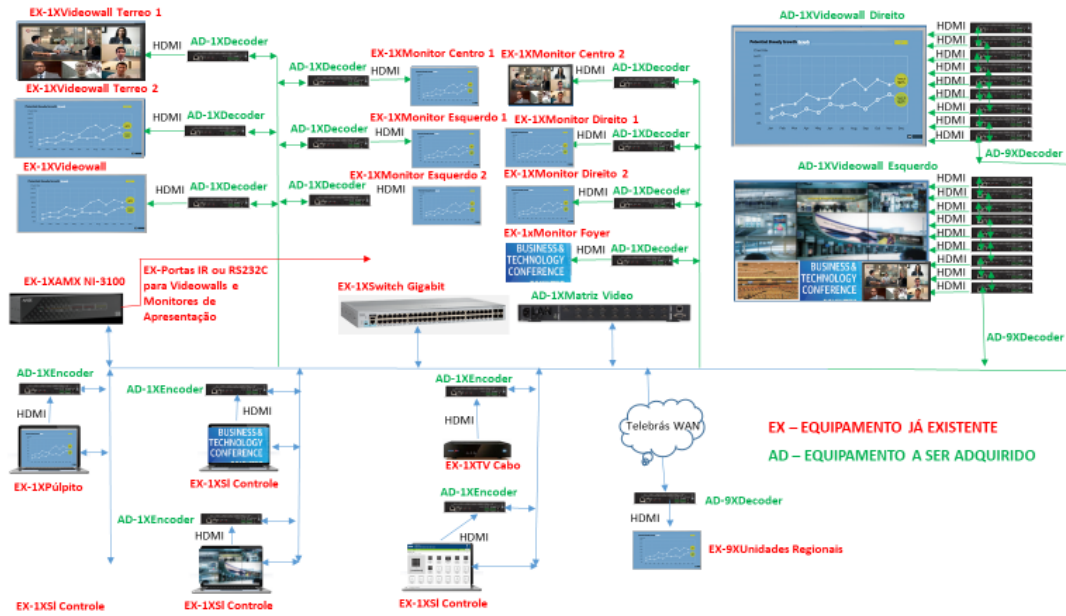 EX-1XVideowall Terreo 1
HDMI
AD-1XDecoder
EX-1XVideowall Terreo 2
HDMI
AD-1XDecoder
EX-1XVideowall
HDMI
AD-1XDecoder
AD-1XDecoder
HDMI
EX-1XMonitor Centro 1
AD-1XDecoder
HDMI
EX-1XMonitor Esquerdo 1
AD-1XDecoder
HDMI
EX-1XMonitor Esquerdo 2
EX-1XMonitor Centro 2
HDMI
AD-1XDecoder
EX-1XMonitor Direito 1
HDMI
AD-1XDecoder
EX-1XMonitor Direito 2
HDMI
AD-1XDecoder
EX-1xMonitor Foyer
BUSINESS &
TECHNOLOGY
CONFERENCE
HDMI
AD-1XDecoder
AD-1XVideowall Direito
Potential Steady Growth Graph
HDMI
HDMI
HDMI
HDMI
HDMI
HDMI
HDMI
HDMI
HDMI
AD-9XDecoder
AD-1XVideowall Esquerdo
BUSINESS &
TECHNOLOGY
CONFERENCE
HDMI
HDMI
HDMI
HDMI
HDMI
HDMI
HDMI
HDMI
HDMI
AD-9XDecoder
EX-1XAMX NI-3100
EX-Portas IR ou RS232C
para Videowalls e
Monitores de
Apresentação
EX-1XSwitch Gigabit
AD-1XMatriz Video
AD-1XEncoder
HDMI
EX-1XPúlpito
AD-1XEncoder
HDMI
BUSINESS &
TECHNOLOGY
CONFERENCE
EX-1XSl Controle
AD-1XEncoder
HDMI
EX-1XTV Cabo
AD-1XEncoder
HDMI
EX-1XSl Controle
AD-1XEncoder
HDMI
EX-1XSl Controle
EX-1XSl Controle
Telebrás WAN
AD-9XDecoder
HDMI
EX-9XUnidades Regionais
EX – EQUIPAMENTO JÁ EXISTENTE
AD – EQUIPAMENTO A SER ADQUIRIDO